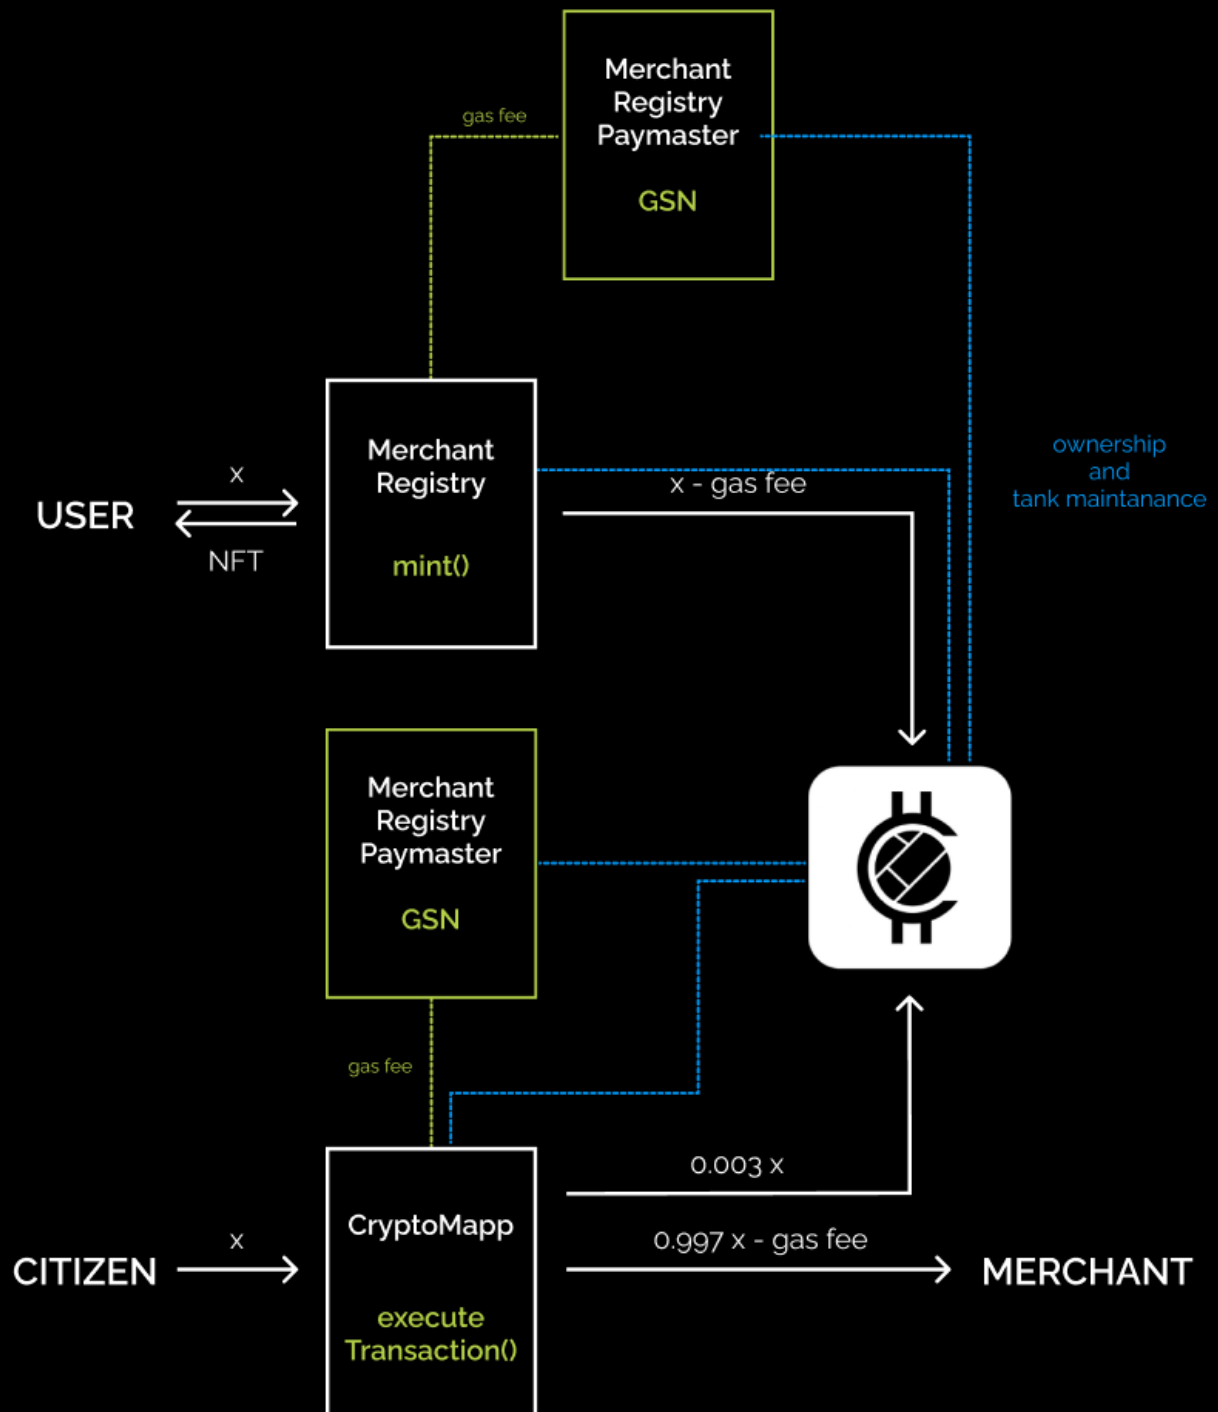 Merchant
Registry
Paymaster
GSN
gas fee
Merchant
Registry
mint()
USER
x
NFT
x - gas fee
ownership
and
tank maintanance
Merchant
Registry
Paymaster
GSN
gas fee
CITIZEN
x
CryptoMapp
execute
Transaction()
0.003 x
0.997 x - gas fee
MERCHANT